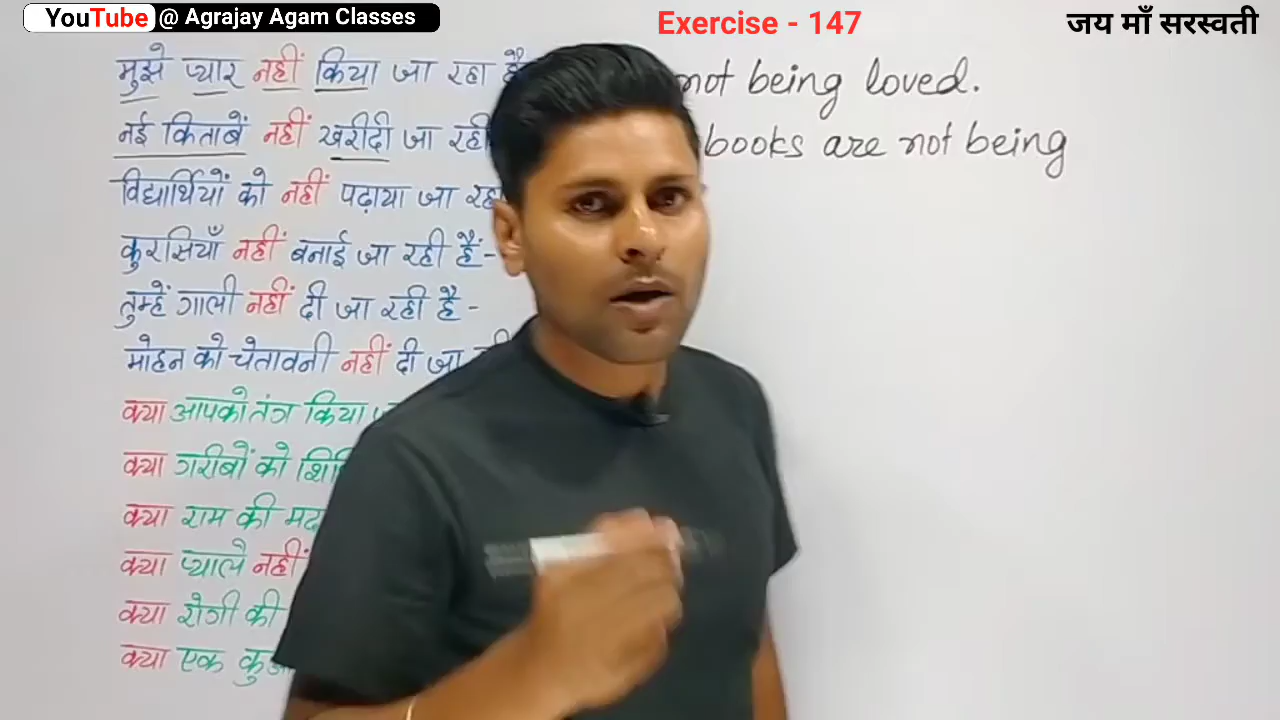 YouTube @ Agrajay Agam Classes
Exercise - 147
जय माँ सरस्वती
मुझे प्यार नहीं किया जा रहा है
not being loved.
नई किताबें नहीं खरीदी जा रही
books are not being
विद्यार्थियों को नहीं पढ़ाया जा रहा
कुरसियाँ नहीं बनाई जा रही हैं-
तुम्हें गाली नहीं दी जा रही है -
मोहन को चेतावनी नहीं दी जा
क्या आपको तंग किया
क्या गरीबों को
क्या राम की
क्या प्याले नहीं
क्या रोगी की
क्या एक